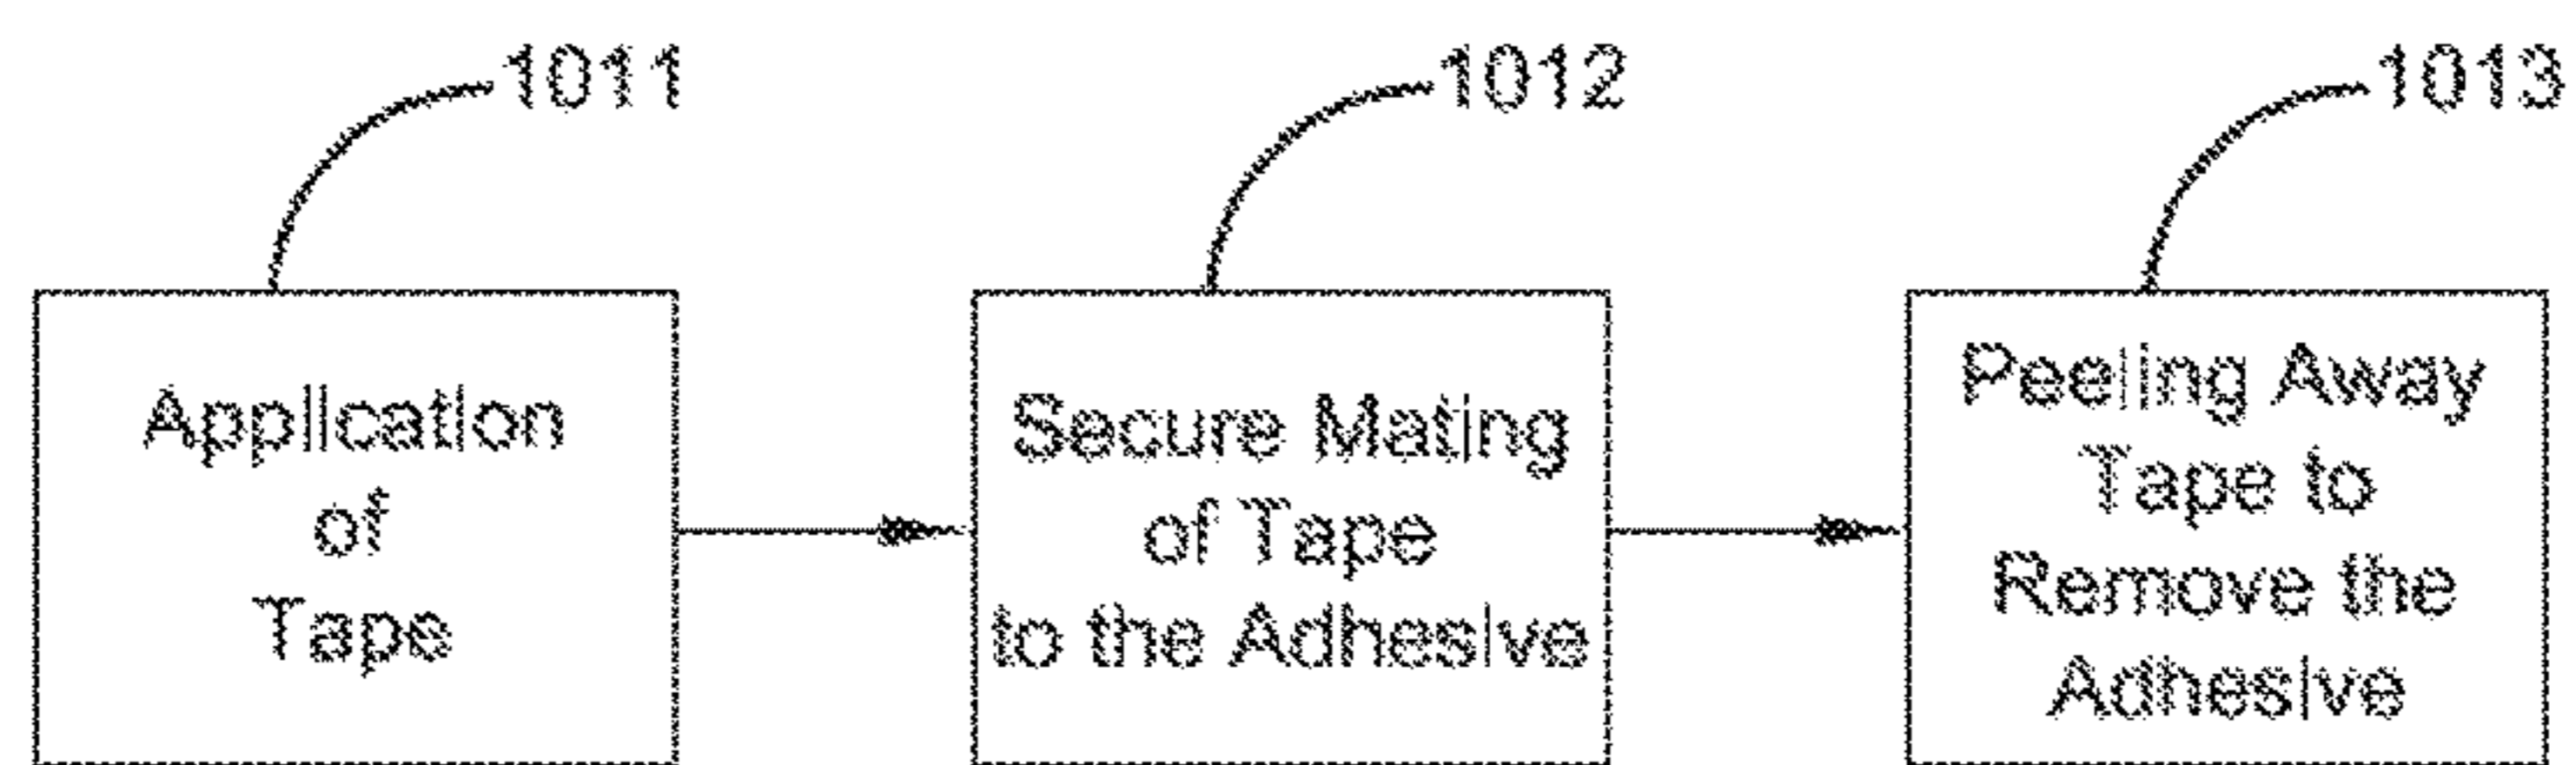 1011
1012
1013
Application
of
Tape
Secure Mating
of Tape
to the Adhesive
Peeling Away
Tape to
Remove the
Adhesive